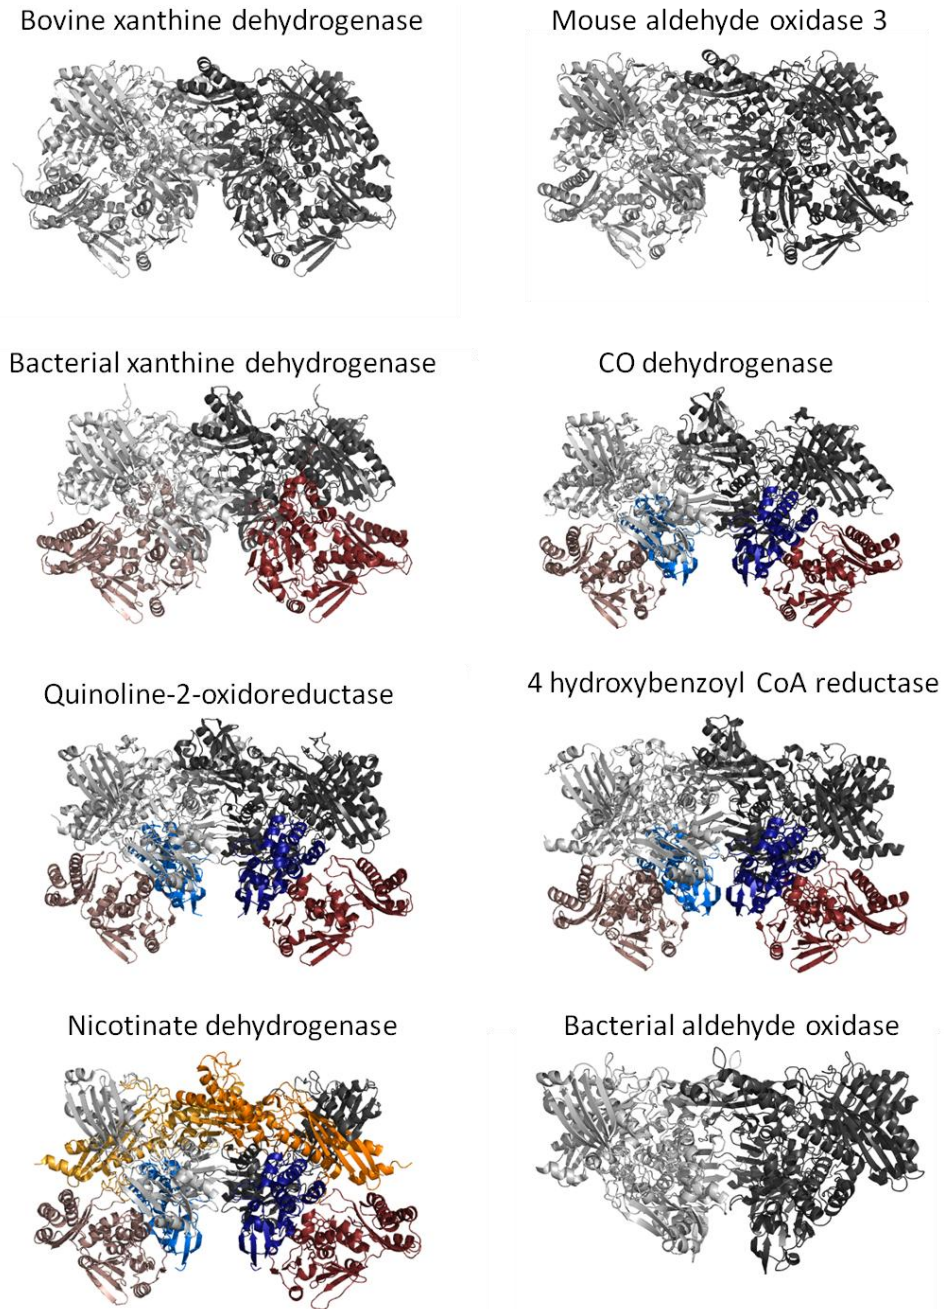 Bovine xanthine dehydrogenase
Mouse aldehyde oxidase 3
Bacterial xanthine dehydrogenase
CO dehydrogenase
Quinoline-2-oxidoreductase
4 hydroxybenzoyl CoA reductase
Nicotinate dehydrogenase
Bacterial aldehyde oxidase